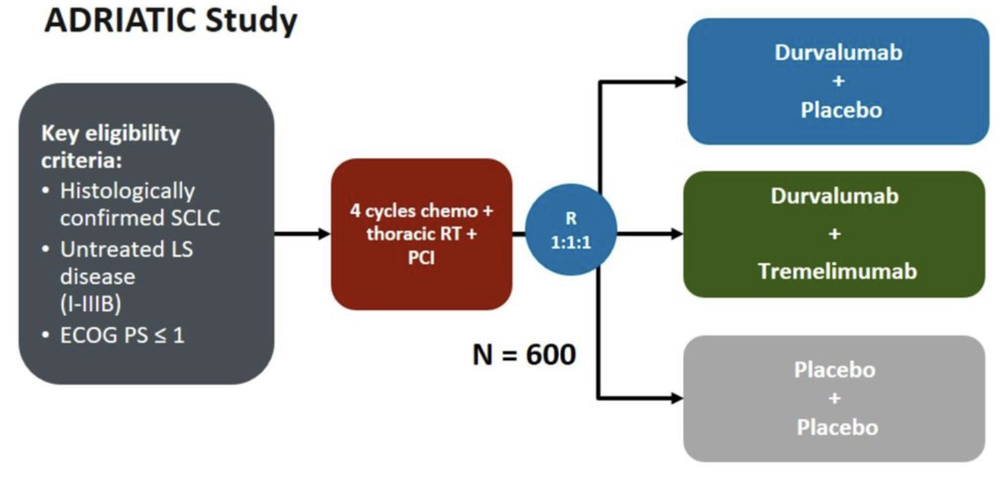 ADRIATIC Study
Key eligibility
criteria:
• Histologically
confirmed SCLC
• Untreated LS
disease
(I-IIIB)
• ECOG PS ≤ 1
4 cycles chemo +
thoracic RT +
PCI
R
1:1:1
N = 600
Durvalumab
+
Placebo
Durvalumab
+
Tremelimumab
Placebo
+
Placebo